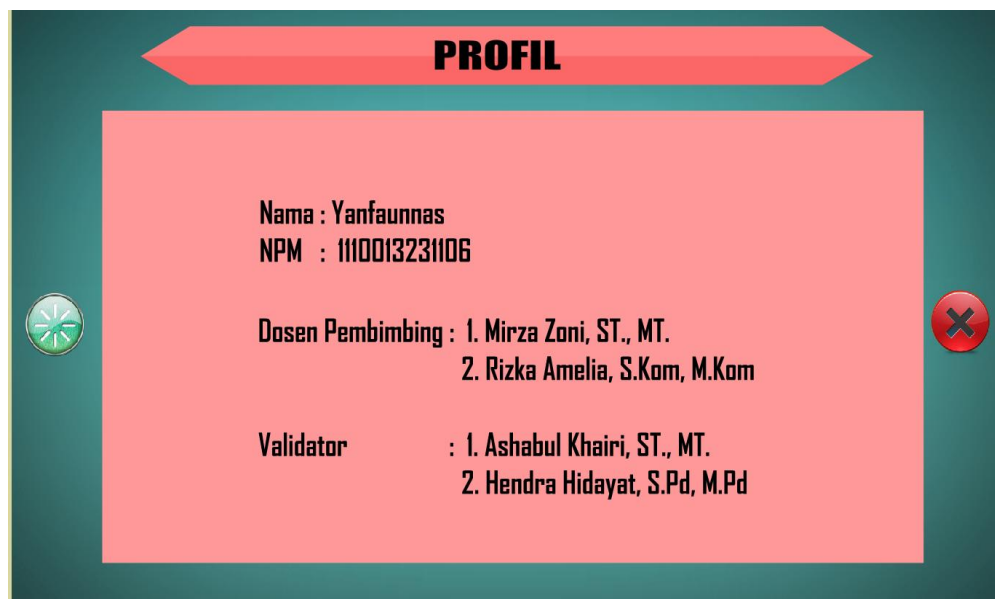 PROFIL
Nama : Yanfaunnas
NPM : 1110013231106
Dosen Pembimbing : 1. Mirza Zoni, ST., MT.
2. Rizka Amelia, S.Kom, M.Kom
Validator : 1. Ashabul Khairi, ST., MT.
2. Hendra Hidayat, S.Pd, M.Pd